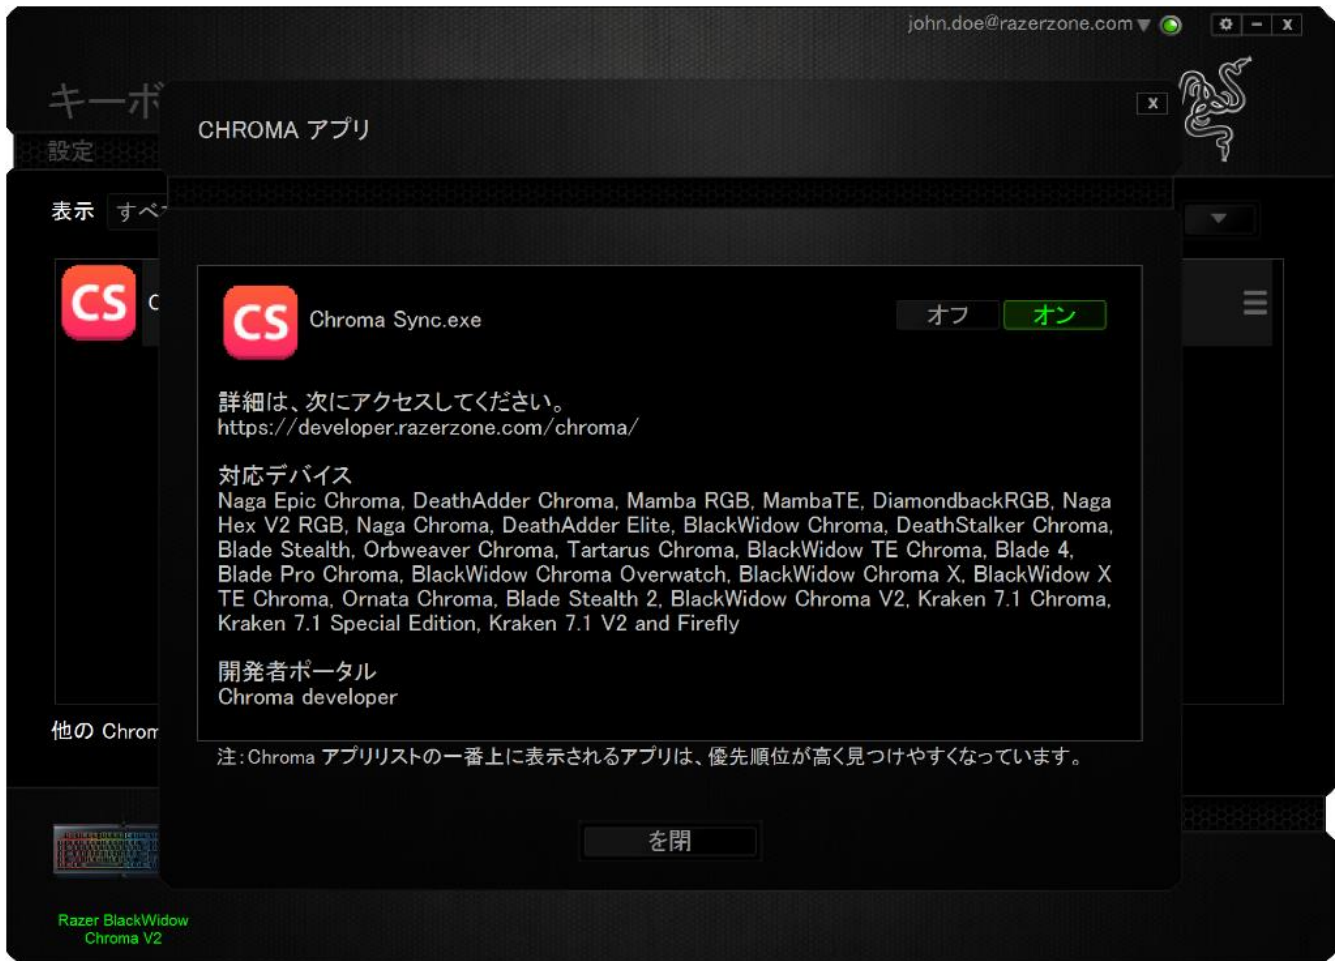 john.doe@razerzone.com
キーボ
CHROMA アプリ
設定
表示 すべ
CS
CS Chroma Sync.exe オフ オン
詳細は、次にアクセスしてください。
https://developer.razerzone.com/chroma/
対応デバイス
Naga Epic Chroma, DeathAdder Chroma, Mamba RGB, MambaTE, DiamondbackRGB, Naga
Hex V2 RGB, Naga Chroma, DeathAdder Elite, BlackWidow Chroma, DeathStalker Chroma,
Blade Stealth, Orbweaver Chroma, Tartarus Chroma, BlackWidow TE Chroma, Blade 4,
Blade Pro Chroma, BlackWidow Chroma Overwatch, BlackWidow Chroma X, BlackWidow X
TE Chroma, Ornata Chroma, Blade Stealth 2, BlackWidow Chroma V2, Kraken 7.1 Chroma,
Kraken 7.1 Special Edition, Kraken 7.1 V2 and Firefly
開発者ポータル
Chroma developer
他の Chrom
注:Chroma アプリリストの一番上に表示されるアプリは、優先順位が高く見つけやすくなっています。
を閉
Razer BlackWidow
Chroma V2